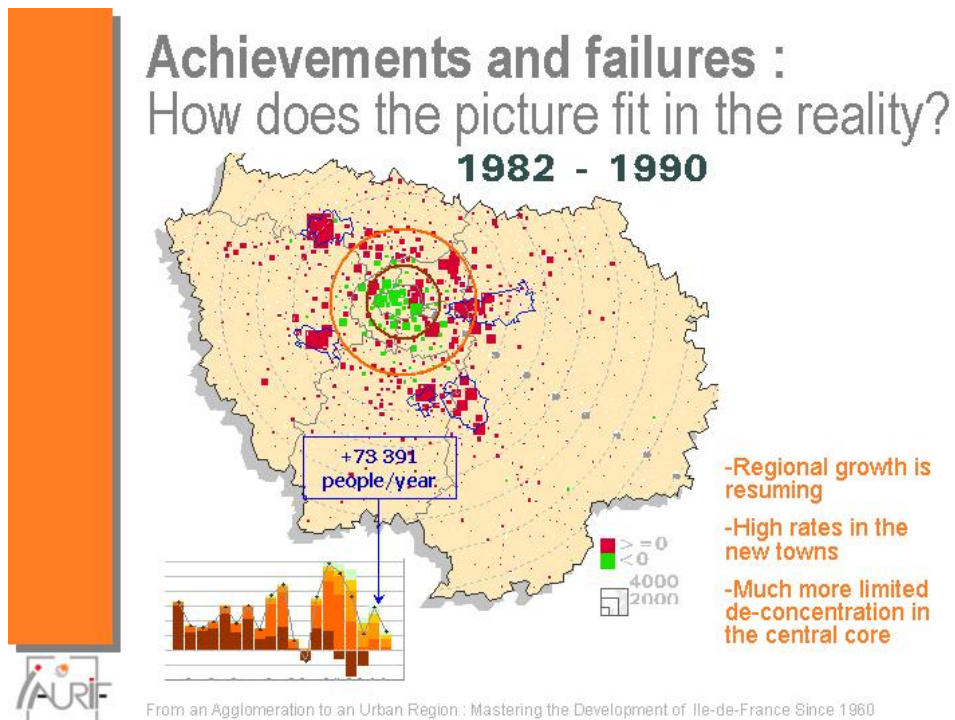 Achievements and failures :
How does the picture fit in the reality?
1982 - 1990
+73 391
people/year
-Regional growth is
resuming
-High rates in the
new towns
-Much more limited
de-concentration in
the central core
> =0
<0
4000
2000
IAURIF
From an Agglomeration to an Urban Region : Mastering the Development of Ile-de-France Since 1960